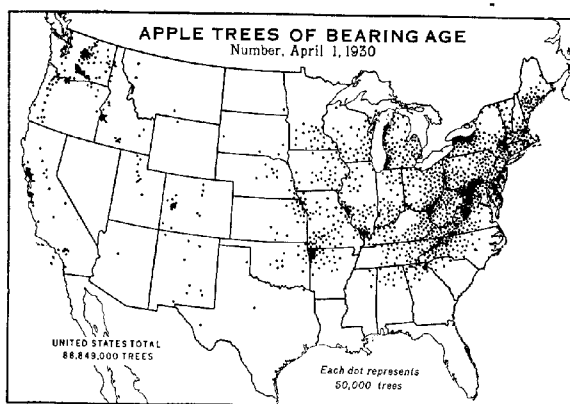 APPLE TREES OF BEARING AGE
Number, April 1, 1930
UNITED STATES TOTAL
88,849,000 TREES
Each dot represents
50,000 trees